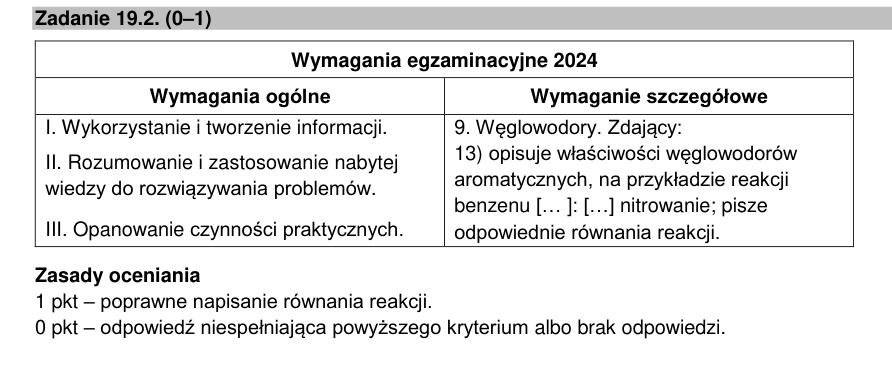 Zadanie 19.2. (0–1)
Wymagania egzaminacyjne 2024
Wymagania ogólne
Wymaganie szczegółowe
I. Wykorzystanie i tworzenie informacji.
II. Rozumowanie i zastosowanie nabytej
wiedzy do rozwiązywania problemów.
III. Opanowanie czynności praktycznych.
9. Węglowodory. Zdający:
13) opisuje właściwości węglowodorów
aromatycznych, na przykładzie reakcji
benzenu [… ]: […] nitrowanie; pisze
odpowiednie równania reakcji.
Zasady oceniania
1 pkt – poprawne napisanie równania reakcji.
0 pkt – odpowiedź niespełniająca powyższego kryterium albo brak odpowiedzi.